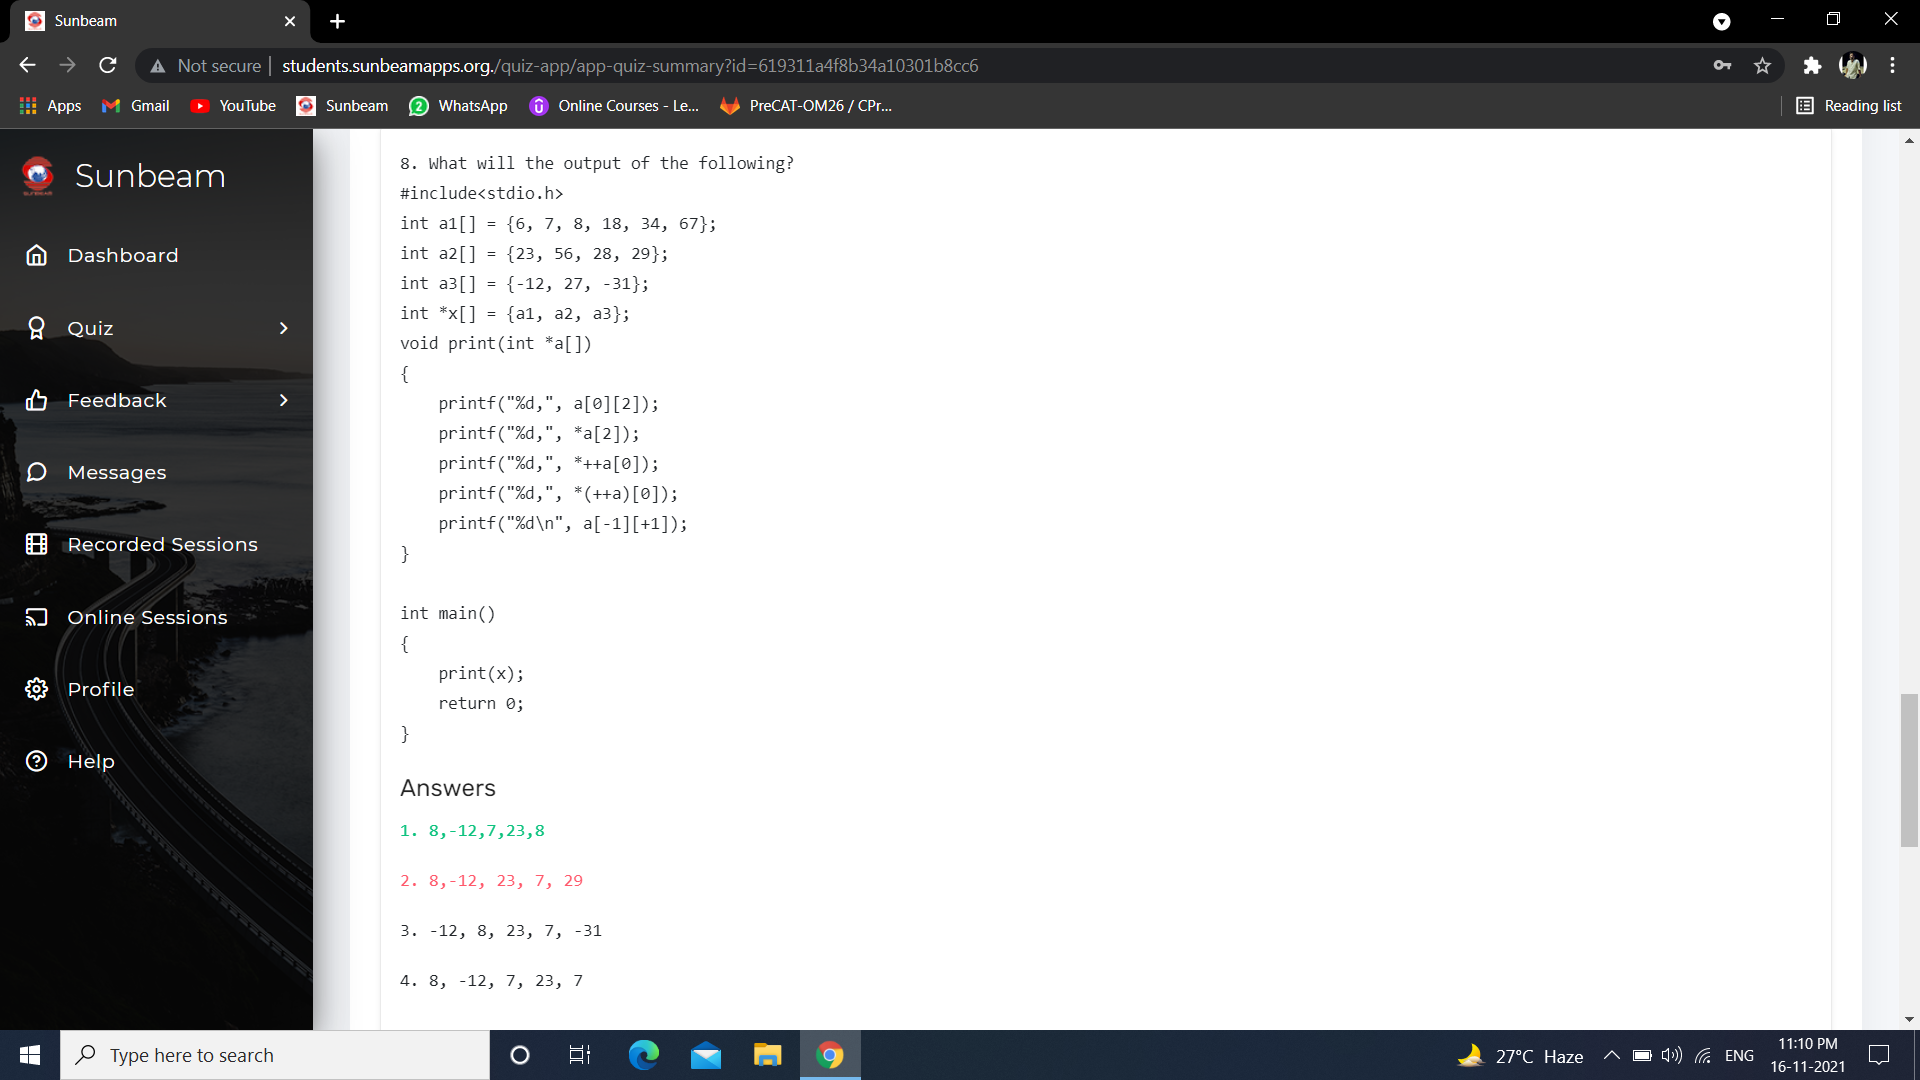 Sunbeam
Not secure
students.sunbeamapps.org./quiz-app/app-quiz-summary?id=619311a4f8b34a10301b8cc6
Apps
Gmail
YouTube
Sunbeam
2
WhatsApp
Online Courses - Le...
PreCAT-OM26 / CPr...
Reading list
Sunbeam
Dashboard
Quiz
Feedback
Messages
Recorded Sessions
Online Sessions
Profile
Help
8. What will the output of the following?
#include<stdio.h>
int a1[] = {6, 7, 8, 18, 34, 67};
int a2[] = {23, 56, 28, 29};
int a3[] = {-12, 27, -31};
int *x[] = {a1, a2, a3};
void print(int *a[])
{
    printf("%d,", a[0][2]);
    printf("%d,", *a[2]);
    printf("%d,", *++a[0]);
    printf("%d,", *(++a)[0]);
    printf("%d\n", a[-1][+1]);
}
int main()
{
    print(x);
    return 0;
}
Answers
1. 8,-12,7,23,8
2. 8,-12, 23, 7, 29
3. -12, 8, 23, 7, -31
4. 8, -12, 7, 23, 7
Type here to search
27°C Haze
ENG
11:10 PM
16-11-2021